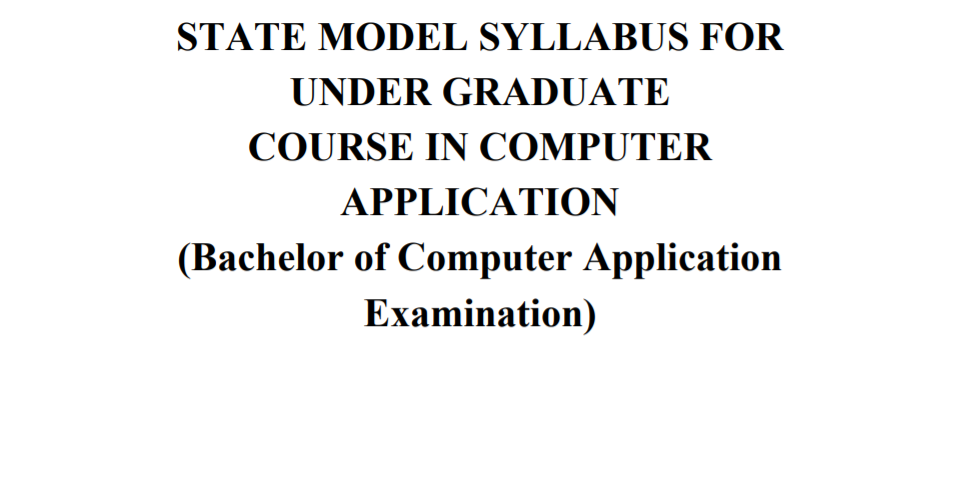 STATE MODEL SYLLABUS FOR
UNDER GRADUATE
COURSE IN COMPUTER
APPLICATION
(Bachelor of Computer Application
Examination)